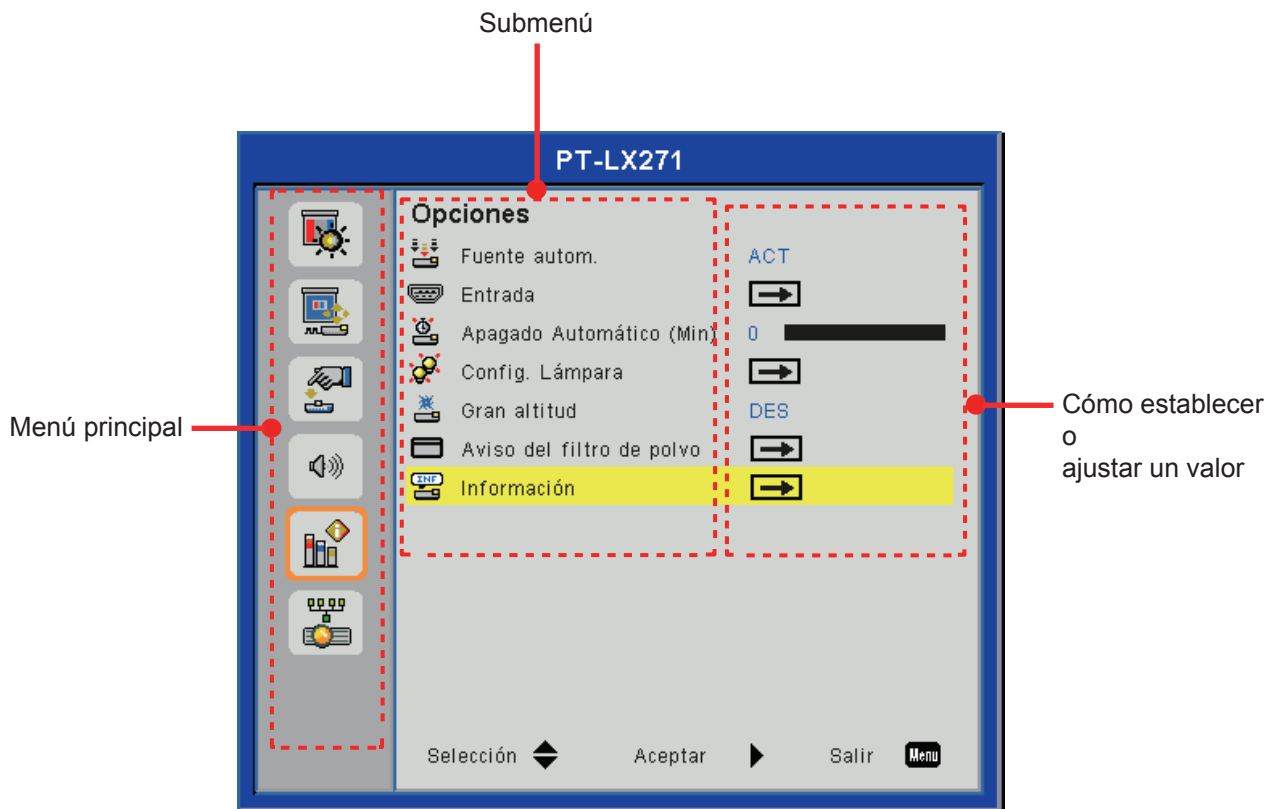 Submenú
PT-LX271
Opciones
Fuente autom. ACT
Entrada
Apagado Automático (Min) 0
Config. Lámpara
Gran altitud DES
Aviso del filtro de polvo
INF Información
Menú principal
Cómo establecer
o
ajustar un valor
Selección Aceptar Salir Menu